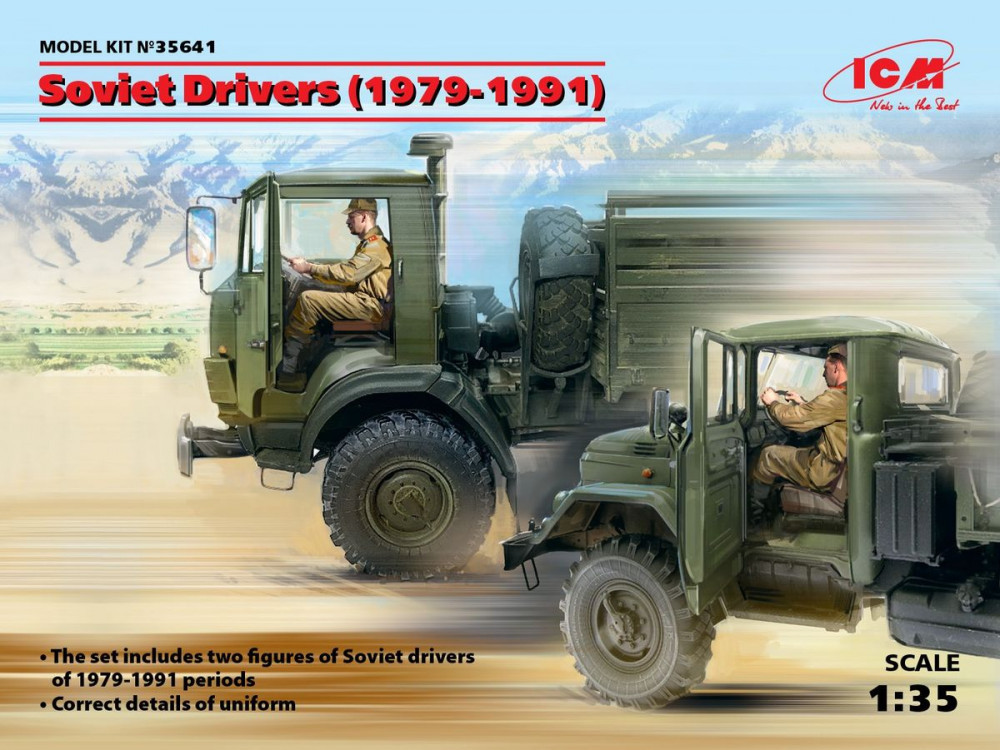 MODEL KIT №35641
Soviet Drivers (1979-1991)
ICM
New in the Best
• The set includes two figures of Soviet drivers
of 1979-1991 periods
• Correct details of uniform
SCALE
1:35